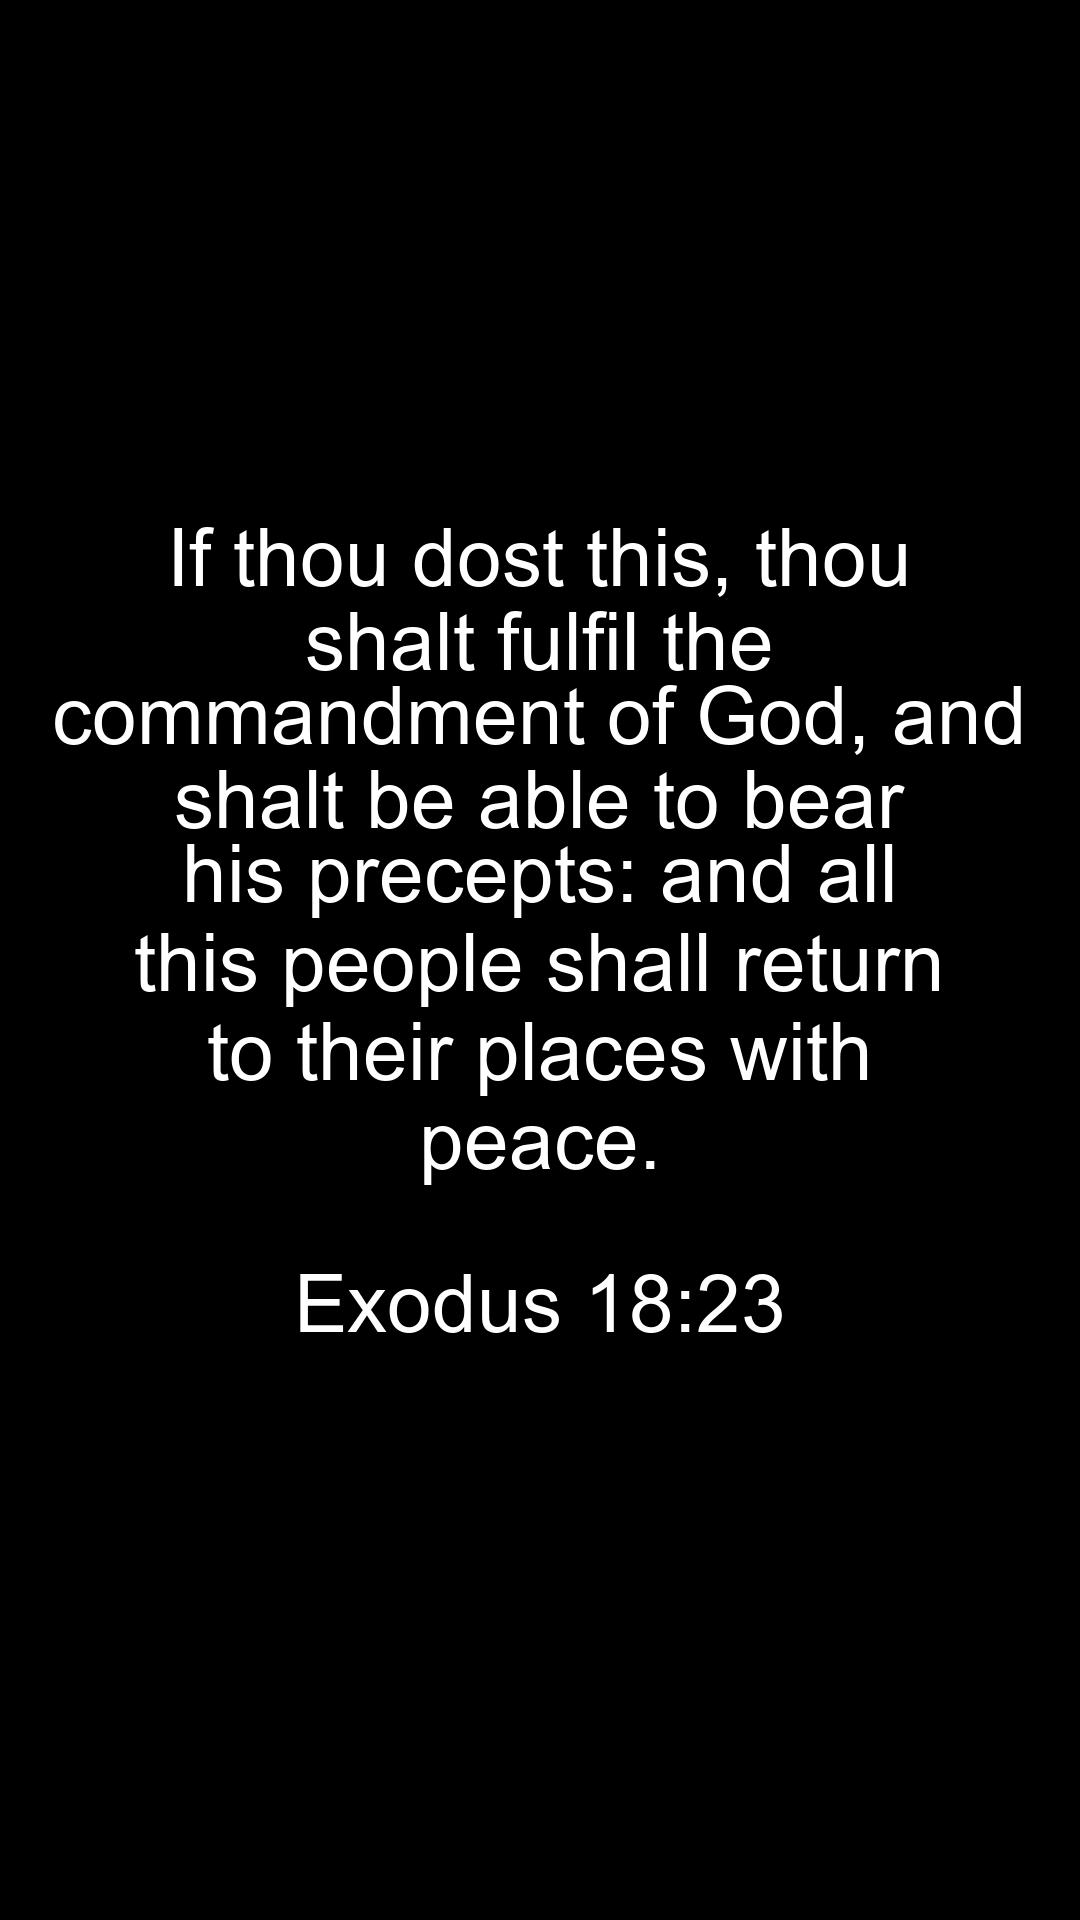 If thou dost this, thou
shalt fulfil the
commandment of God, and
shalt be able to bear
his precepts: and all
this people shall return
to their places with
peace.
Exodus 18:23